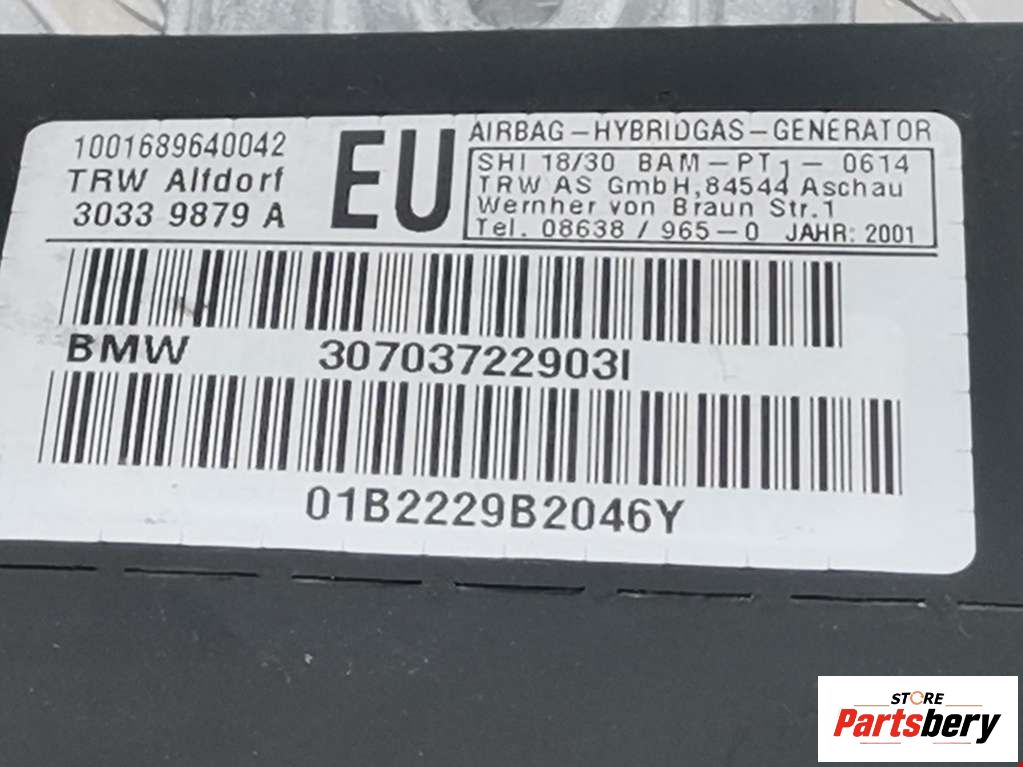 1001689640042
TRW Alfdorf
3033 9879 A
EU
AIRBAG-HYBRIDGAS-GENERATOR
SHI 18/30 BAM-PT1-0614
TRW AS GmbH,84544 Aschau
Wernher von Braun Str.1
Tel. 08638 / 965-0 JAHR: 2001
BMW 30703722903I
01B2229B2046Y
STORE
Partsbery